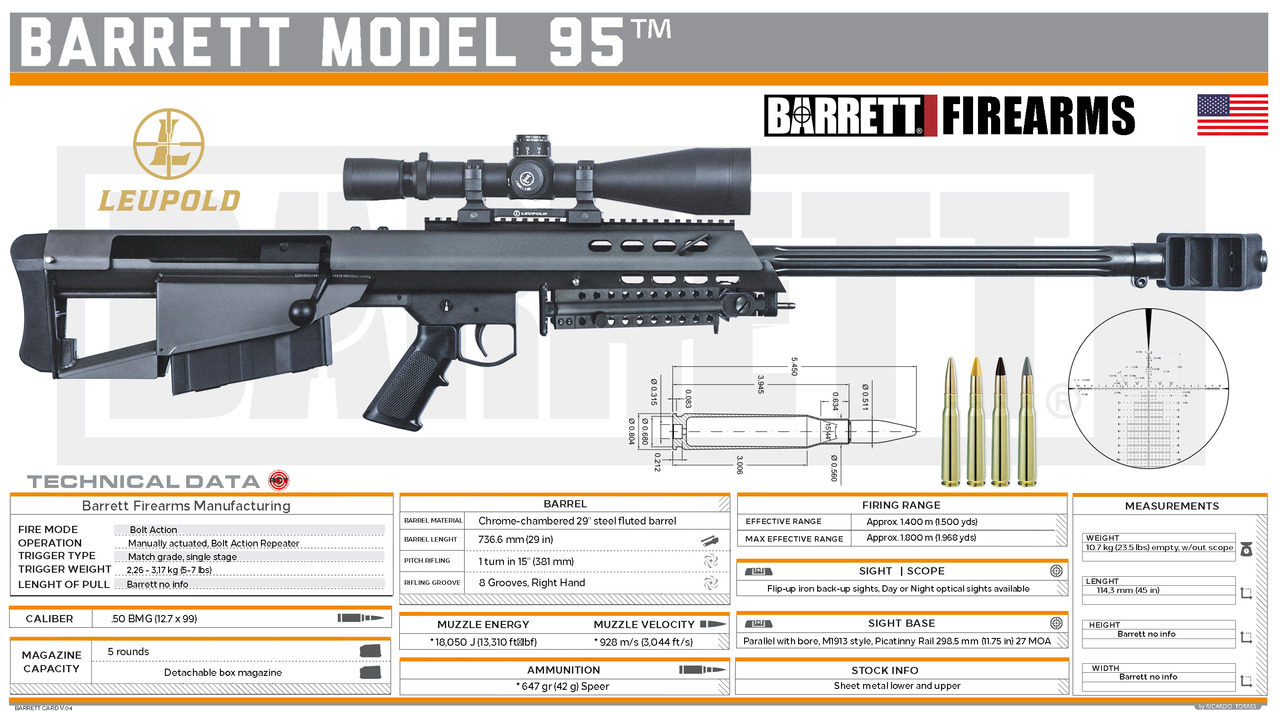 BARRETT MODEL 95™
BARRETT® FIREARMS
LEUPOLD
LEUPOLD
BARRETT ®
5.450
3.945
Ø 0.315
0.083
0.634
Ø 0.511
Ø 0.804
Ø 0.680
0.212
3.006
Ø 0.560
TECHNICAL DATA
Barrett Firearms Manufacturing
FIRE MODE Bolt Action
OPERATION Manually actuated, Bolt Action Repeater
TRIGGER TYPE Match grade, single stage
TRIGGER WEIGHT 2,26 - 3,17 kg (5-7 lbs)
LENGHT OF PULL Barrett no info
CALIBER .50 BMG (12.7 x 99)
MAGAZINE CAPACITY
5 rounds
Detachable box magazine
BARREL
BARREL MATERIAL Chrome-chambered 29" steel fluted barrel
BARREL LENGHT 736.6 mm (29 in)
PITCH RIFLING 1 turn in 15" (381 mm)
RIFLING GROOVE 8 Grooves, Right Hand
MUZZLE ENERGY MUZZLE VELOCITY
*18,050 J (13,310 ft lbf) *928 m/s (3,044 ft/s)
AMMUNITION
* 647 gr (42 g) Speer
FIRING RANGE
EFFECTIVE RANGE Approx. 1.400 m (1.500 yds)
MAX EFFECTIVE RANGE Approx. 1.800 m (1.968 yds)
SIGHT | SCOPE
Flip-up iron back-up sights, Day or Night optical sights available
SIGHT BASE
Parallel with bore, M1913 style, Picatinny Rail 298.5 mm (11.75 in) 27 MOA
STOCK INFO
Sheet metal lower and upper
MEASUREMENTS
WEIGHT
10.7 kg (23.5 lbs) empty, w/out scope
LENGHT
114,3 mm (45 in)
HEIGHT
Barrett no info
WIDTH
Barrett no info
BARRETT CARD V.04
by RICARDO TORRES